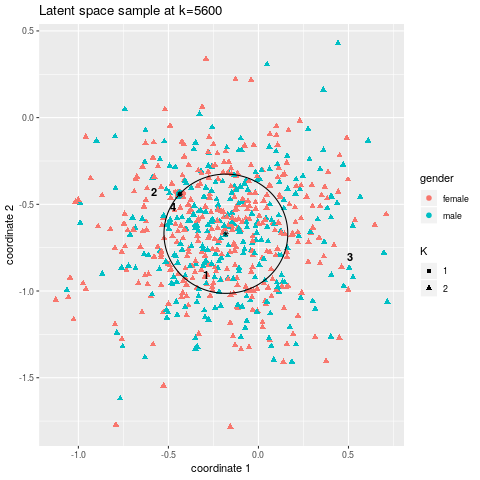 Latent space sample at k=5600
0.5
0.0
-0.5
-1.0
-1.5
coordinate 2
2
4
3
1
-1.0
-0.5
0.0
0.5
coordinate 1
gender
female
male
K
1
2